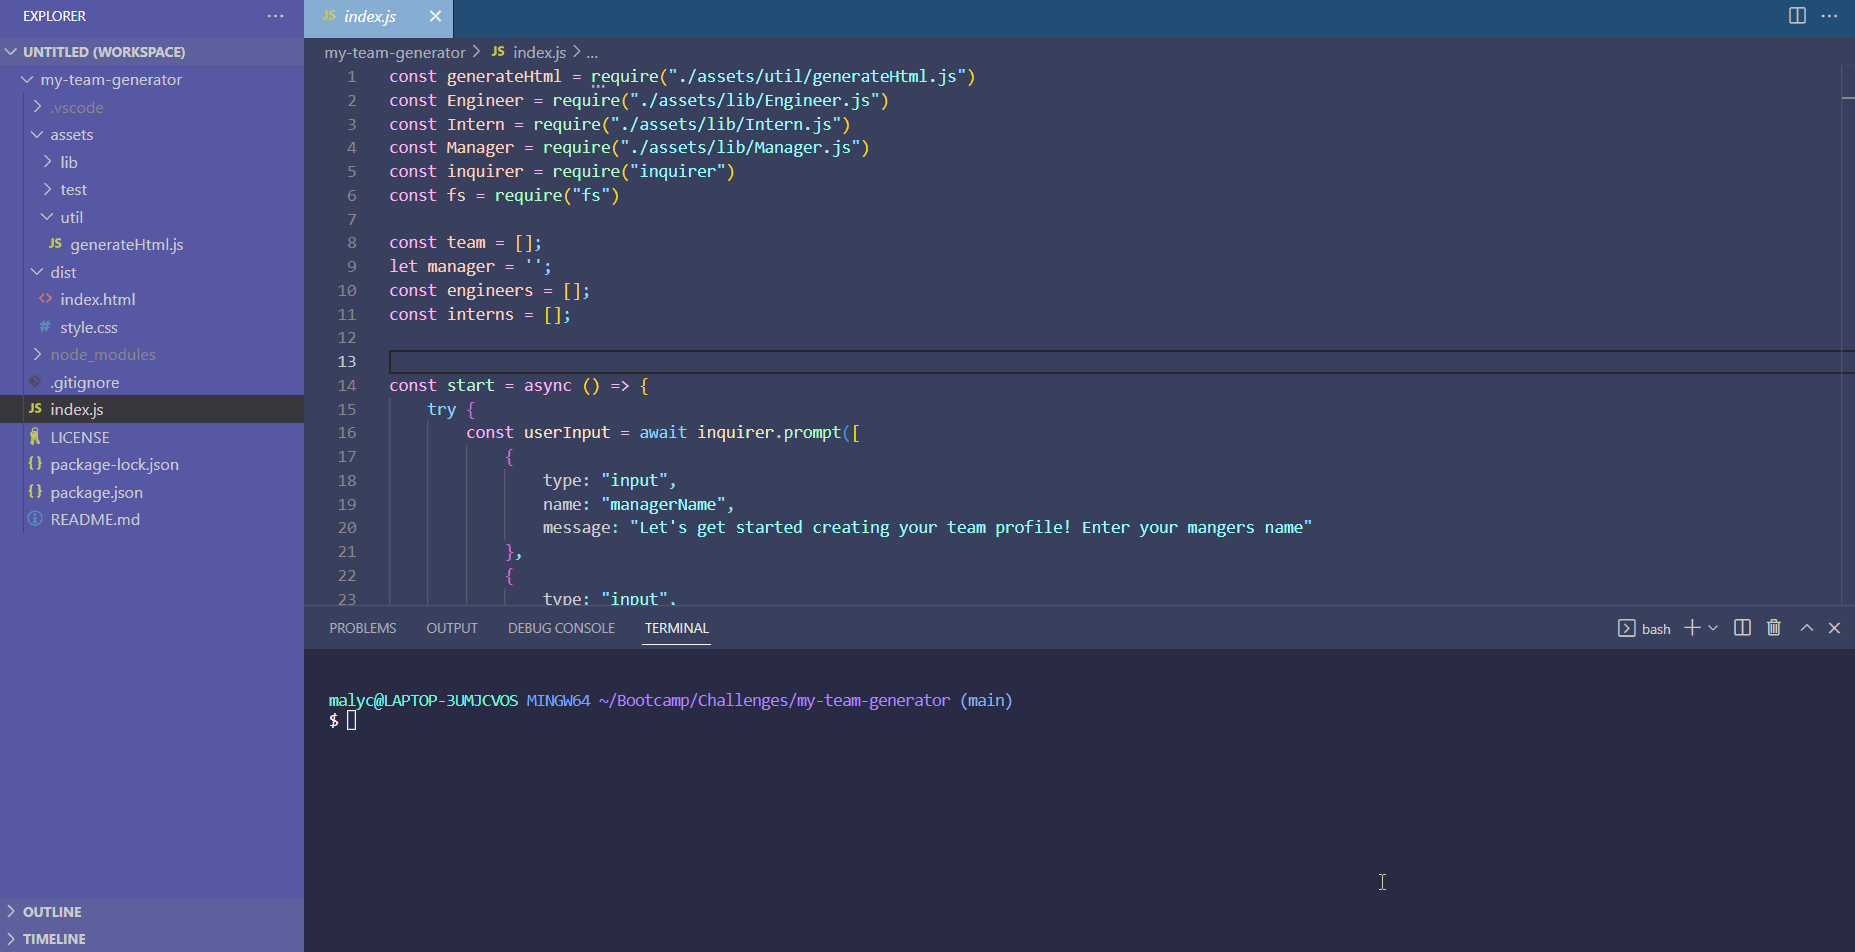 EXPLORER
UNTITLED (WORKSPACE)
my-team-generator
.vscode
assets
lib
test
util
JS generateHtml.js
dist
<> index.html
# style.css
node_modules
.gitignore
JS index.js
LICENSE
{} package-lock.json
{} package.json
README.md
OUTLINE
TIMELINE
JS index.js
my-team-generator > JS index.js > ...
1 const generateHtml = require("./assets/util/generateHtml.js")
2 const Engineer = require("./assets/lib/Engineer.js")
3 const Intern = require("./assets/lib/Intern.js")
4 const Manager = require("./assets/lib/Manager.js")
5 const inquirer = require("inquirer")
6 const fs = require("fs")
7
8 const team = [];
9 let manager = '';
10 const engineers = [];
11 const interns = [];
12
13
14 const start = async () => {
15 try {
16 const userInput = await inquirer.prompt([
17 {
18 type: "input",
19 name: "managerName",
20 message: "Let's get started creating your team profile! Enter your mangers name"
21 },
22 {
23 type: "input",
PROBLEMS OUTPUT DEBUG CONSOLE TERMINAL
bash
malyc@LAPTOP-3UMJCVOS MINGW64 ~/Bootcamp/Challenges/my-team-generator (main)
$